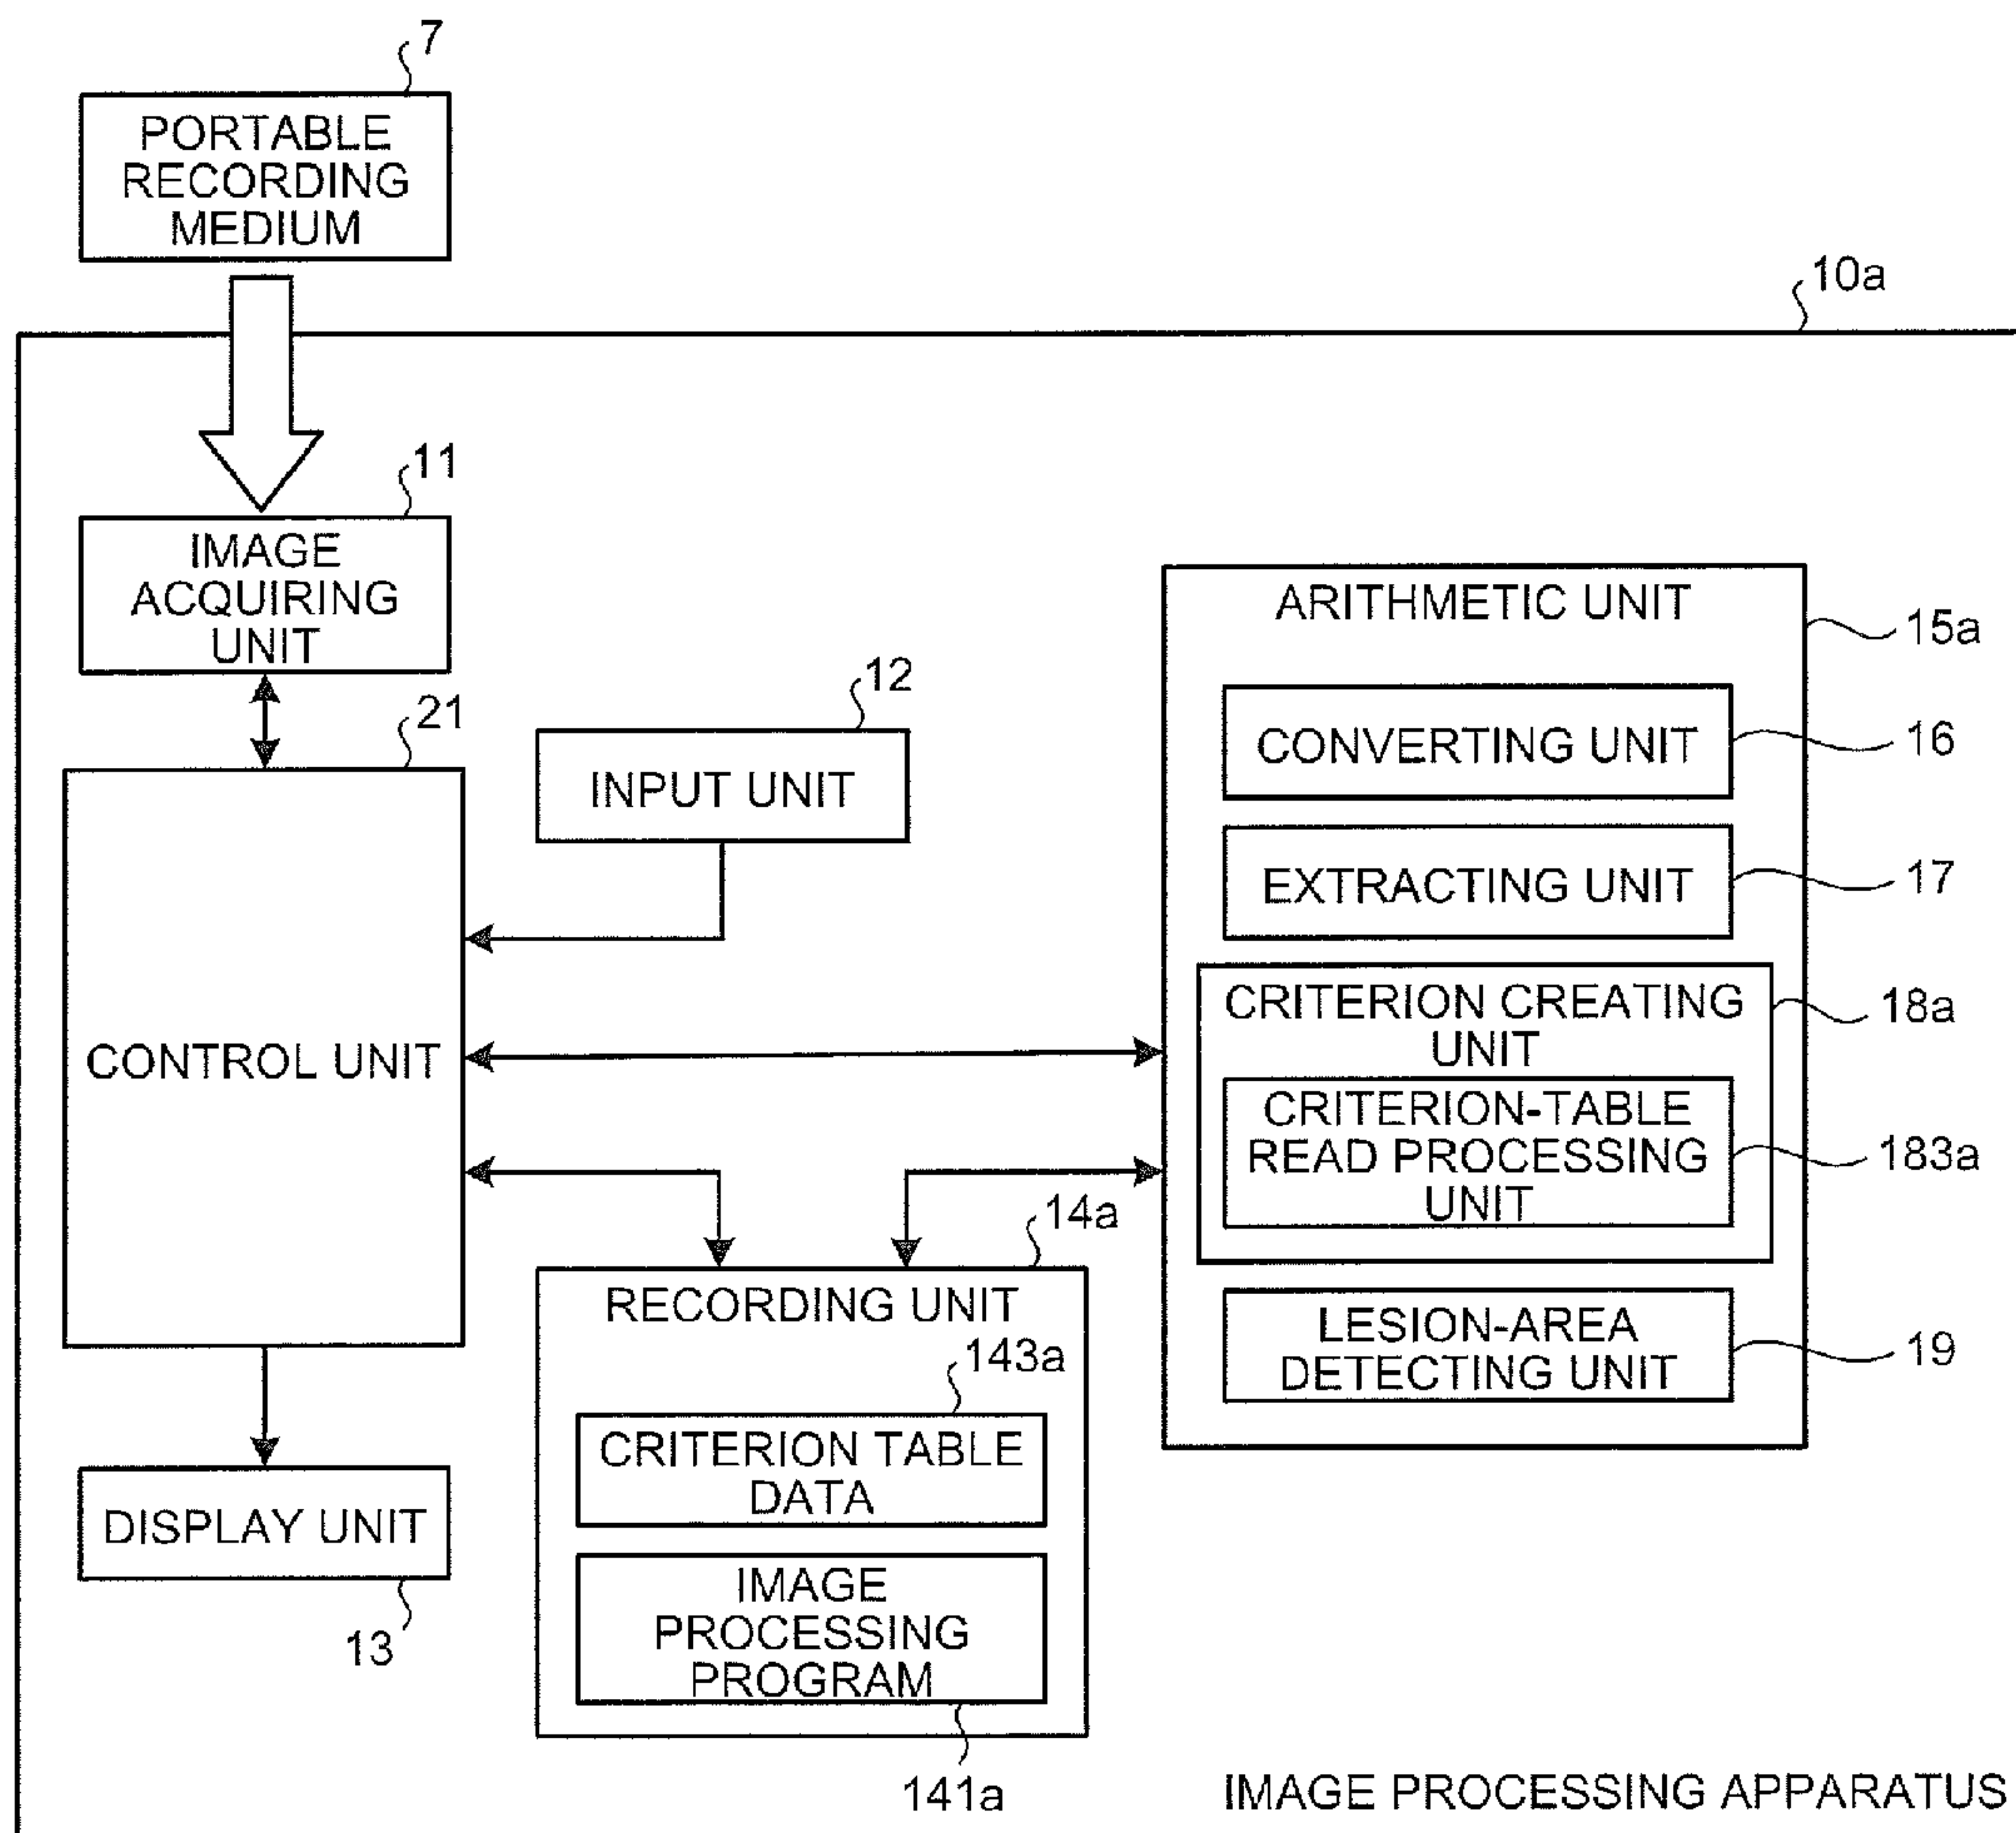 7
PORTABLE
RECORDING
MEDIUM
10a
11
IMAGE
ACQUIRING
UNIT
21
CONTROL UNIT
12
INPUT UNIT
ARITHMETIC UNIT
15a
CONVERTING UNIT
16
EXTRACTING UNIT
17
CRITERION CREATING
UNIT
18a
CRITERION-TABLE
READ PROCESSING
UNIT
183a
LESION-AREA
DETECTING UNIT
19
14a
RECORDING UNIT
143a
CRITERION TABLE
DATA
IMAGE
PROCESSING
PROGRAM
141a
DISPLAY UNIT
13
IMAGE PROCESSING APPARATUS